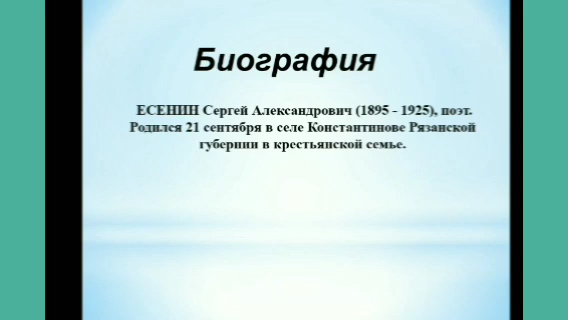 Биография
ЕСЕНИН Сергей Александрович (1895 - 1925), поэт.
Родился 21 сентября в селе Константинове Рязанской
губернии в крестьянской семье.